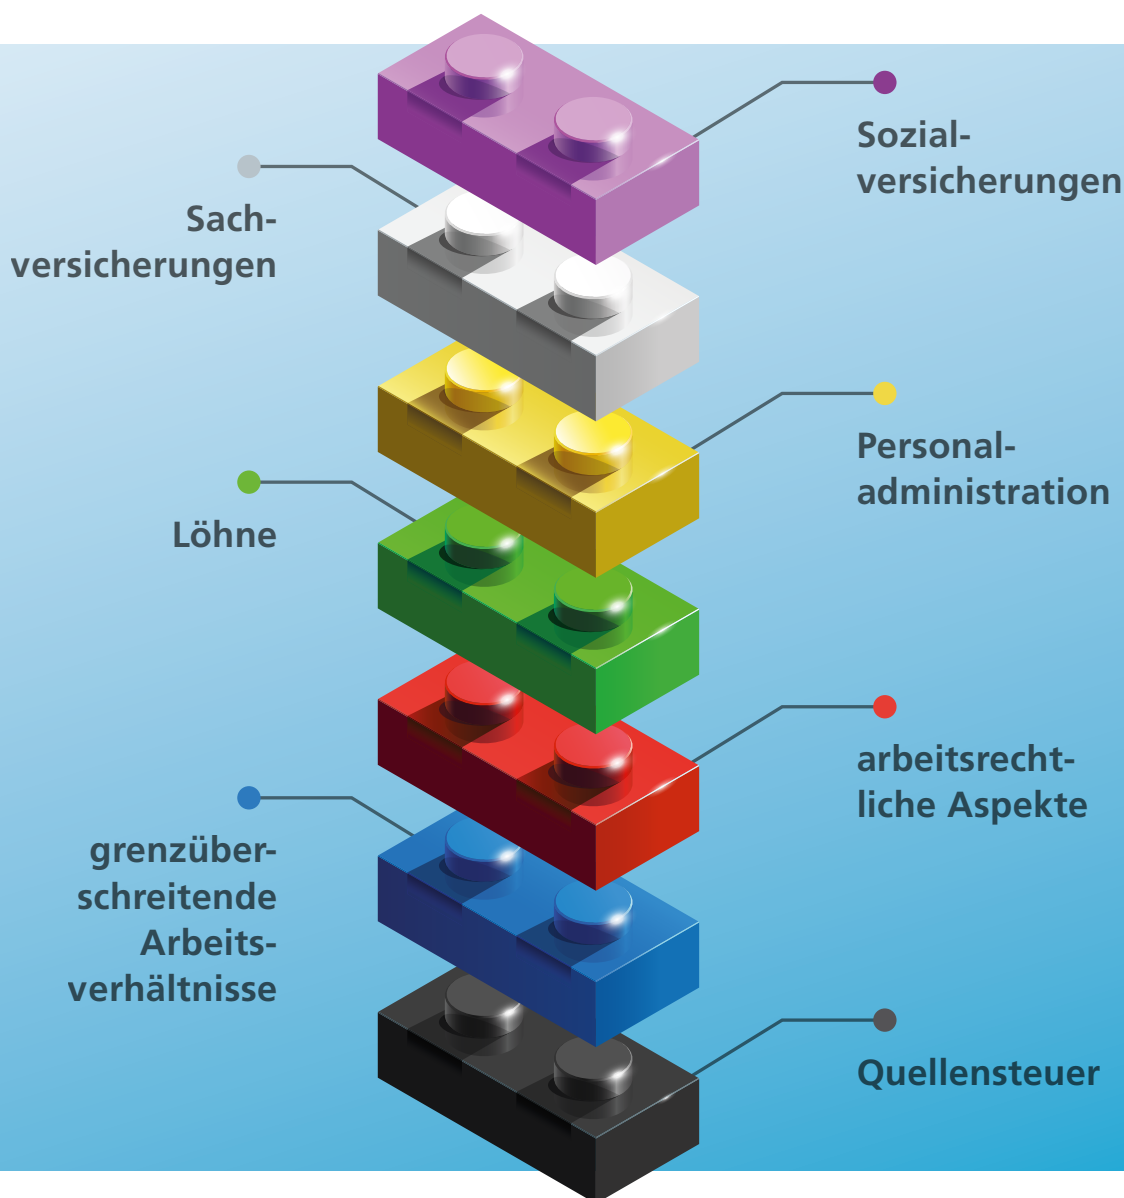 Sozial-
versicherungen
Sach-
versicherungen
Personal-
administration
Löhne
arbeitsrecht-
liche Aspekte
grenzüber-
schreitende
Arbeits-
verhältnisse
Quellensteuer